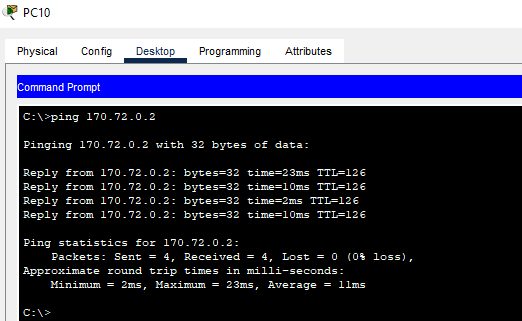 PC10
Physical Config Desktop Programming Attributes
Command Prompt
C:\>ping 170.72.0.2
Pinging 170.72.0.2 with 32 bytes of data:
Reply from 170.72.0.2: bytes=32 time=23ms TTL=126
Reply from 170.72.0.2: bytes=32 time=10ms TTL=126
Reply from 170.72.0.2: bytes=32 time=2ms TTL=126
Reply from 170.72.0.2: bytes=32 time=10ms TTL=126
Ping statistics for 170.72.0.2:
Packets: Sent = 4, Received = 4, Lost = 0 (0% loss),
Approximate round trip times in milli-seconds:
Minimum = 2ms, Maximum = 23ms, Average = 11ms
C:\>